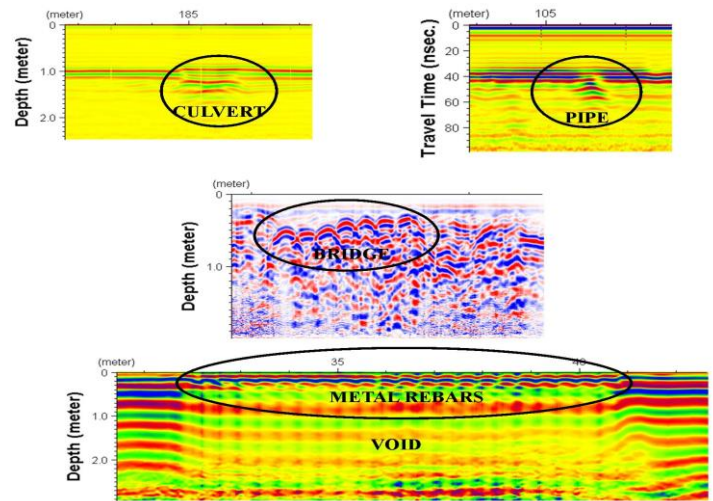 (meter) 185
0
1.0
2.0
Depth (meter)
CULVERT
(meter) 105
0
20
40
60
80
Travel Time (nsec.)
PIPE
(meter)
0
1.0
Depth (meter)
BRIDGE
(meter) 35 40
0
1.0
2.0
Depth (meter)
METAL REBARS
VOID